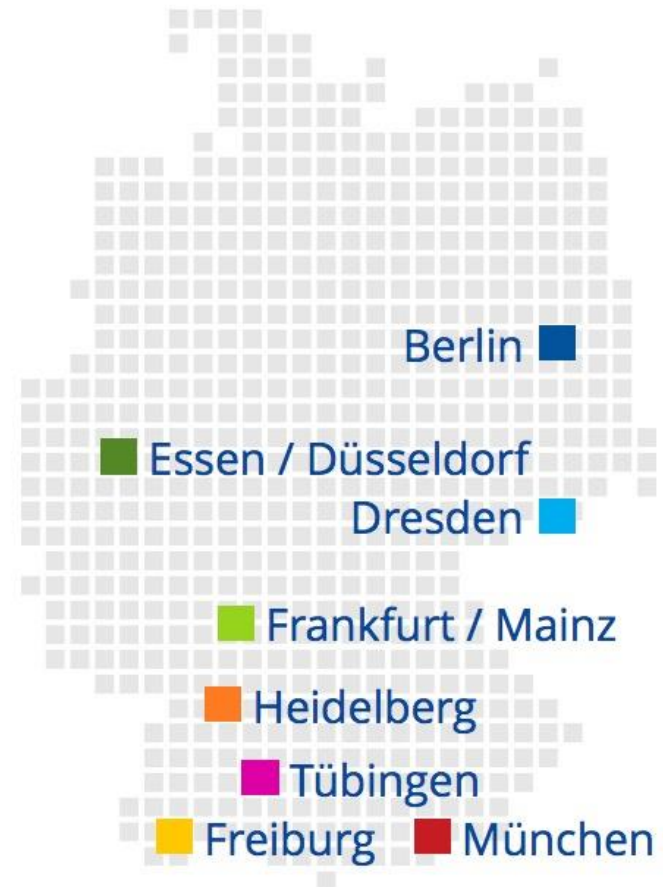 Berlin
Essen / Düsseldorf
Dresden
Frankfurt / Mainz
Heidelberg
Tübingen
Freiburg
München